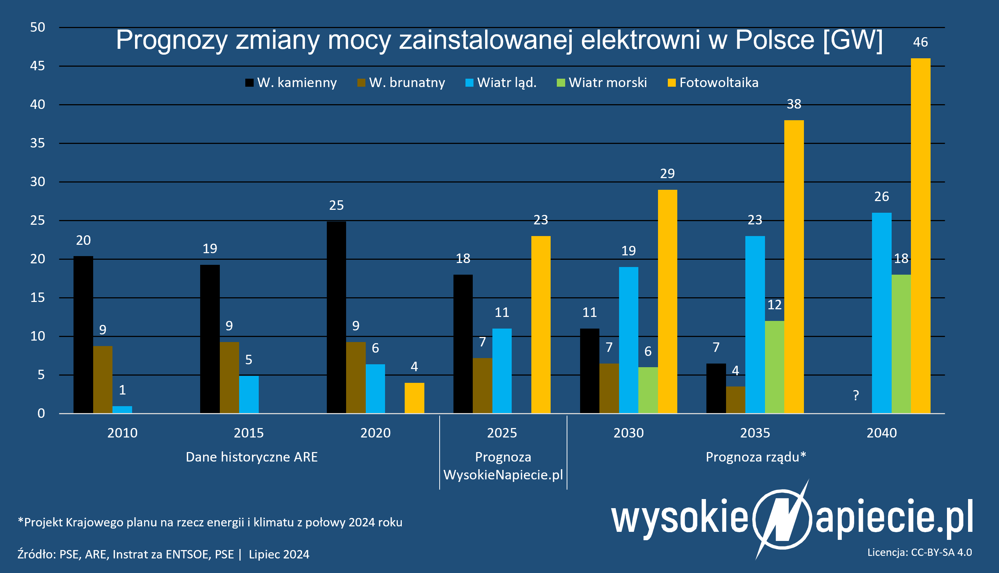 Prognozy zmiany mocy zainstalowanej elektrowni w Polsce [GW]
W. kamienny W. brunatny Wiatr ląd. Wiatr morski Fotowoltaika
50
45
40
35
30
25
20
15
10
5
0
20 9 1
19 9 5
25 9 6 4
18 7 11 23
11 7 19 6 29
7 4 23 12 38
? 26 18 46
2010 2015 2020 2025 2030 2035 2040
Dane historyczne ARE
Prognoza
WysokieNapiecie.pl
Prognoza rządu*
*Projekt Krajowego planu na rzecz energii i klimatu z połowy 2024 roku
Źródło: PSE, ARE, Instrat za ENTSOE, PSE | Lipiec 2024
wysokieNapiecie.pl
Licencja: CC-BY-SA 4.0